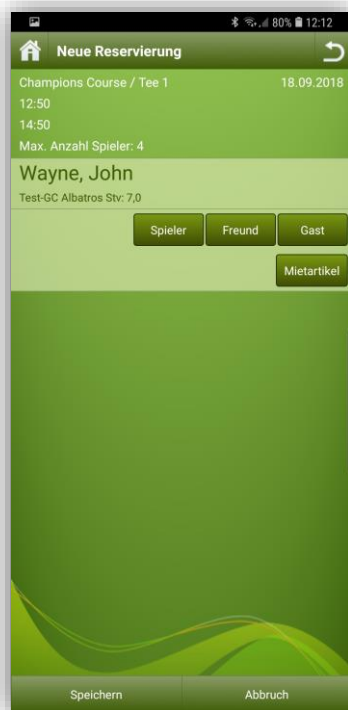 80% 12:12
Neue Reservierung
Champions Course / Tee 1 18.09.2018
12:50
14:50
Max. Anzahl Spieler: 4
Wayne, John
Test-GC Albatros Stv: 7,0
Spieler Freund Gast
Mietartikel
Speichern Abbruch